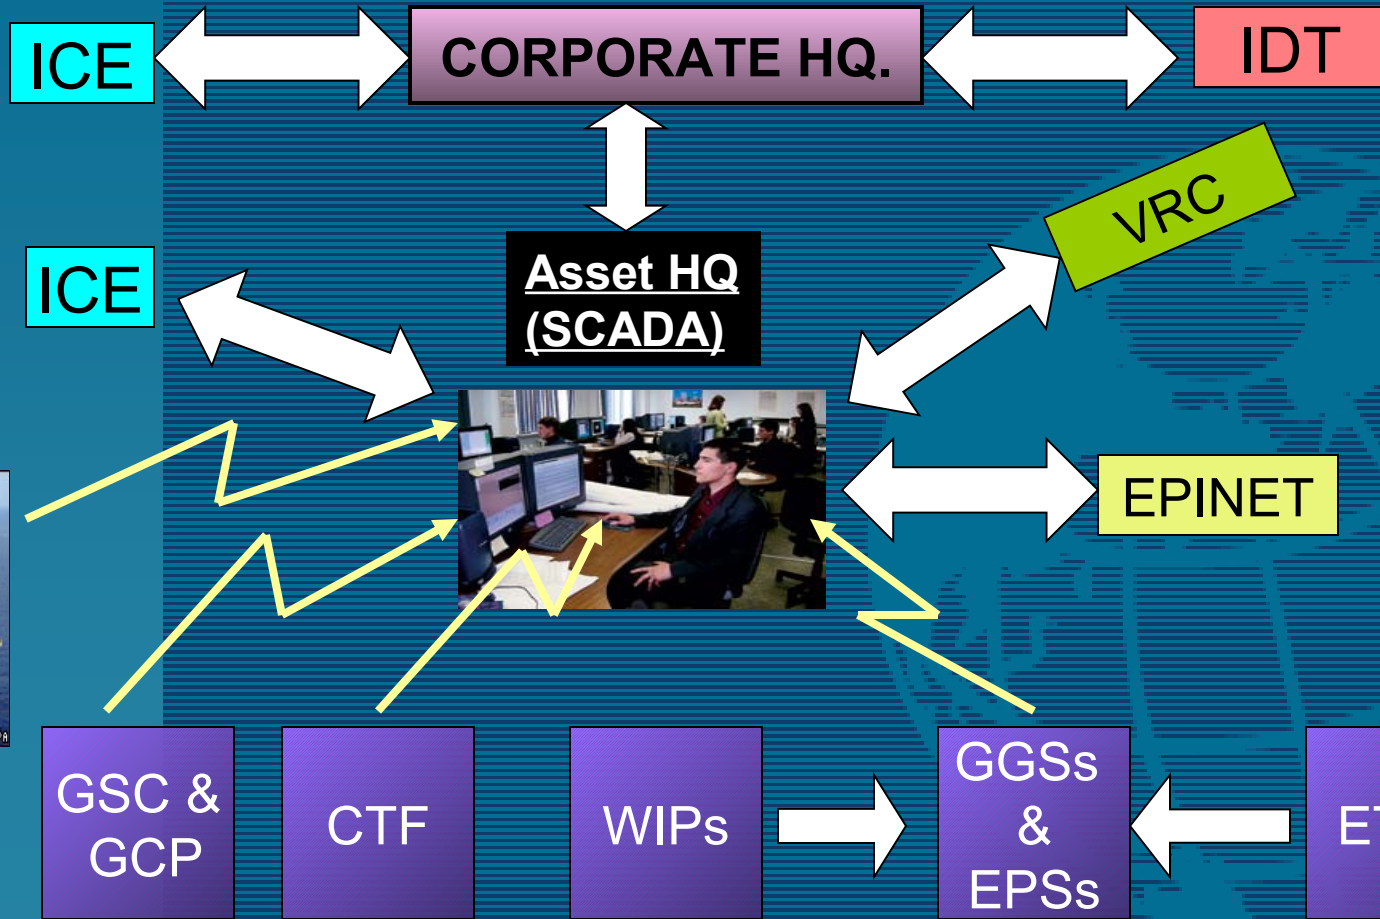 ICE
CORPORATE HQ.
IDT
VRC
ICE
Asset HQ
(SCADA)
EPINET
GSC &
GCP
CTF
WIPs
GGSs
&
EPSs